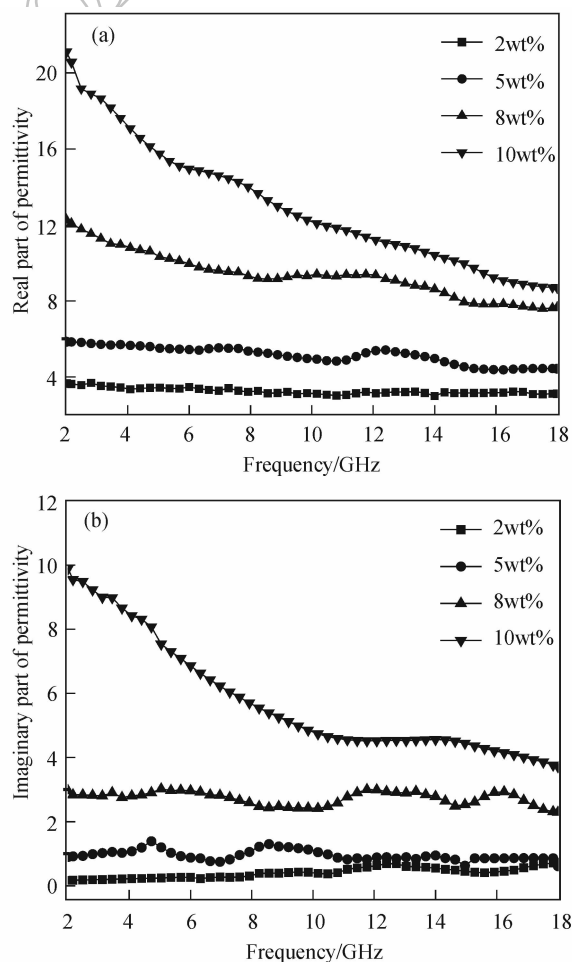 (a)
2wt%
5wt%
8wt%
10wt%
Real part of permittivity
20
16
12
8
4
2 4 6 8 10 12 14 16 18
Frequency/GHz
(b)
2wt%
5wt%
8wt%
10wt%
Imaginary part of permittivity
12
10
8
6
4
2
0
2 4 6 8 10 12 14 16 18
Frequency/GHz